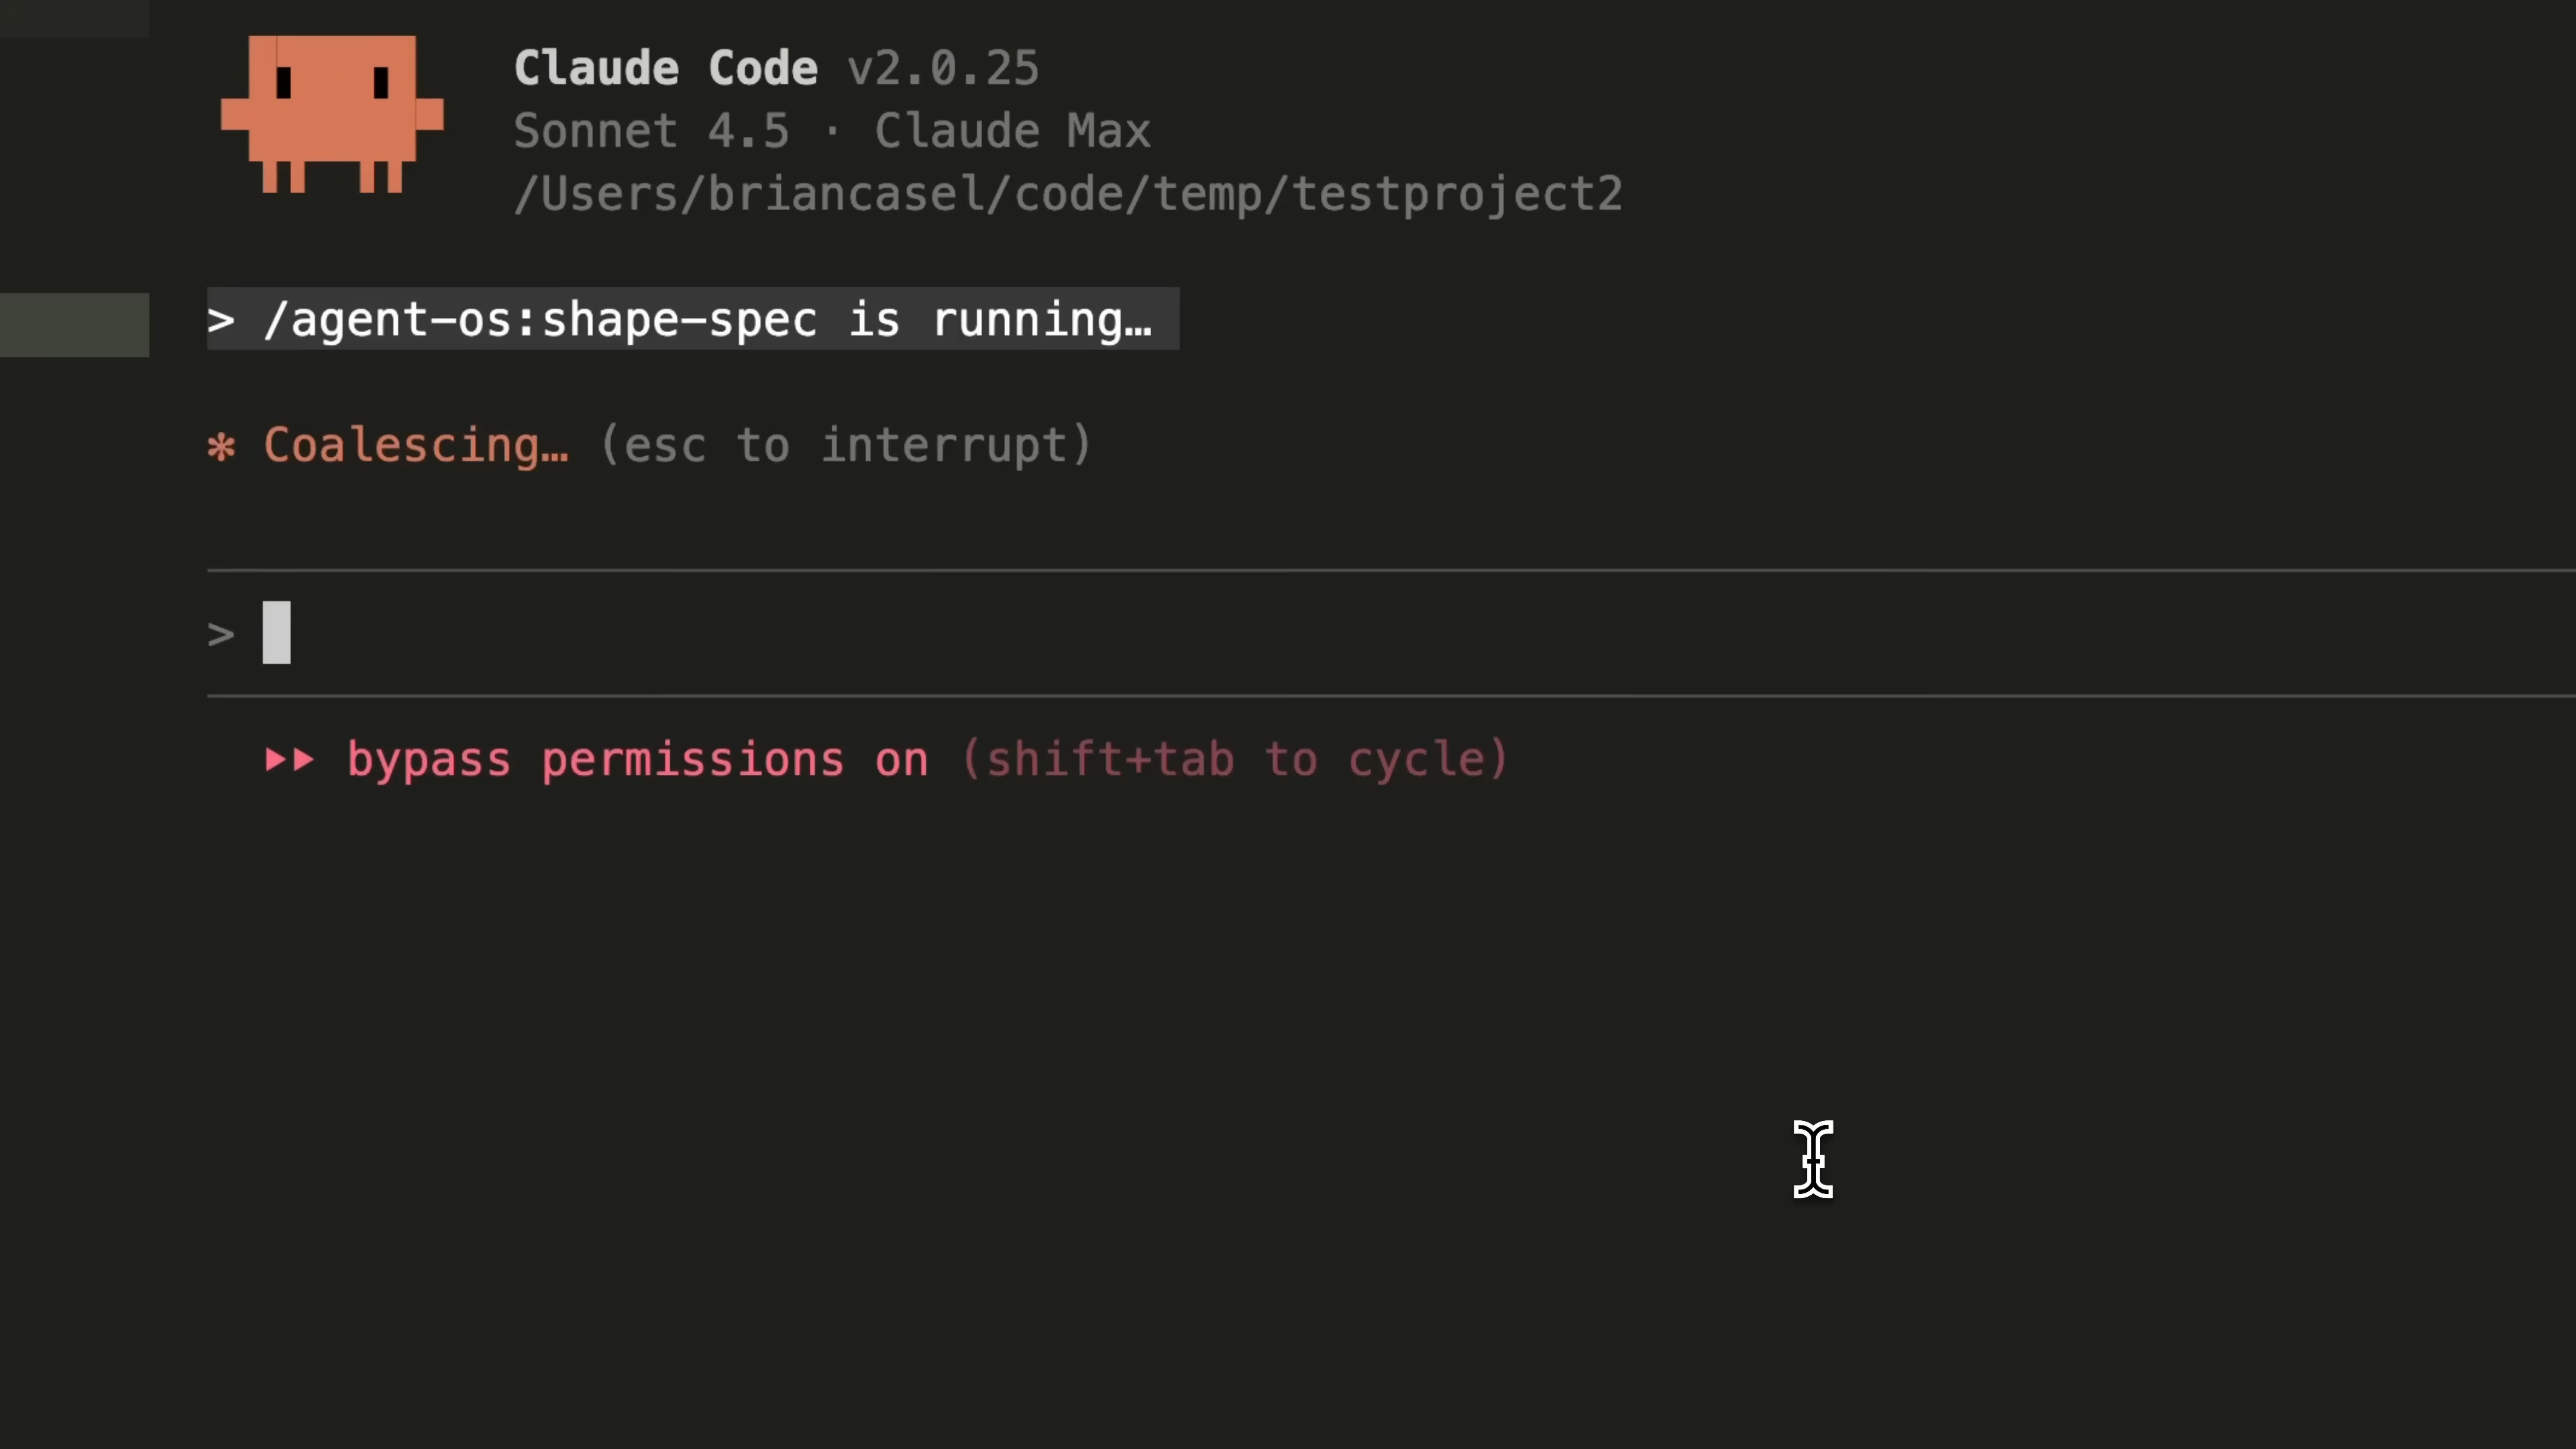 Claude Code v2.0.25
Sonnet 4.5 · Claude Max
/Users/briancasel/code/temp/testproject2
> /agent-os:shape-spec is running…
✻ Coalescing… (esc to interrupt)
>
▶▶ bypass permissions on (shift+tab to cycle)